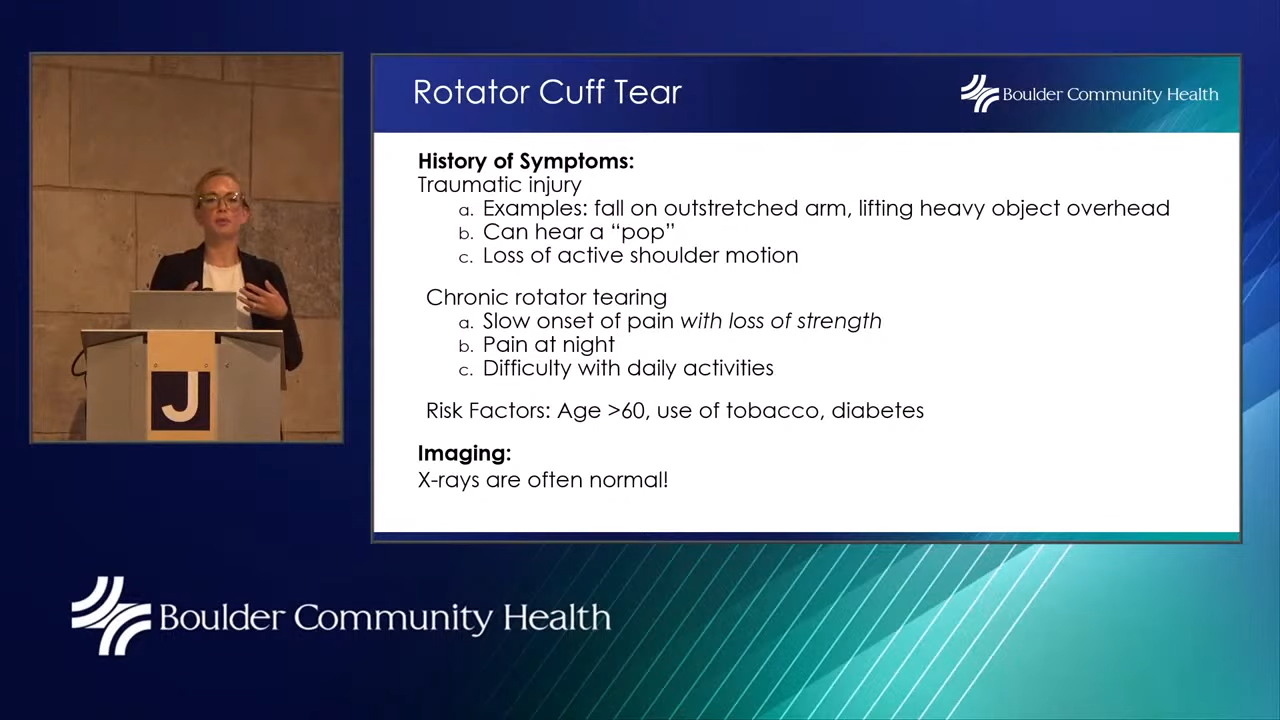 Rotator Cuff Tear
Boulder Community Health
History of Symptoms:
Traumatic injury
a. Examples: fall on outstretched arm, lifting heavy object overhead
b. Can hear a “pop”
c. Loss of active shoulder motion
Chronic rotator tearing
a. Slow onset of pain with loss of strength
b. Pain at night
c. Difficulty with daily activities
Risk Factors: Age >60, use of tobacco, diabetes
Imaging:
X-rays are often normal!
J
Boulder Community Health